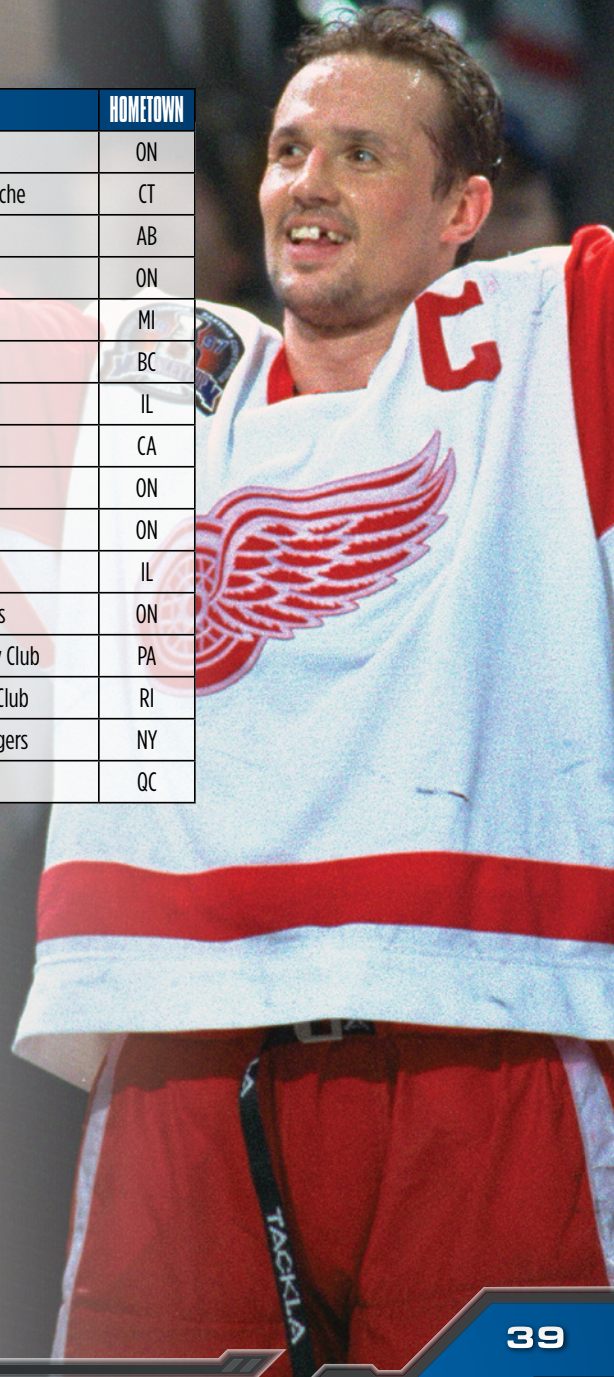 HOMETOWN
ON
che CT
AB
ON
MI
BC
IL
CA
ON
ON
IL
s ON
Club PA
Club RI
gers NY
QC
C
TACKLA
39